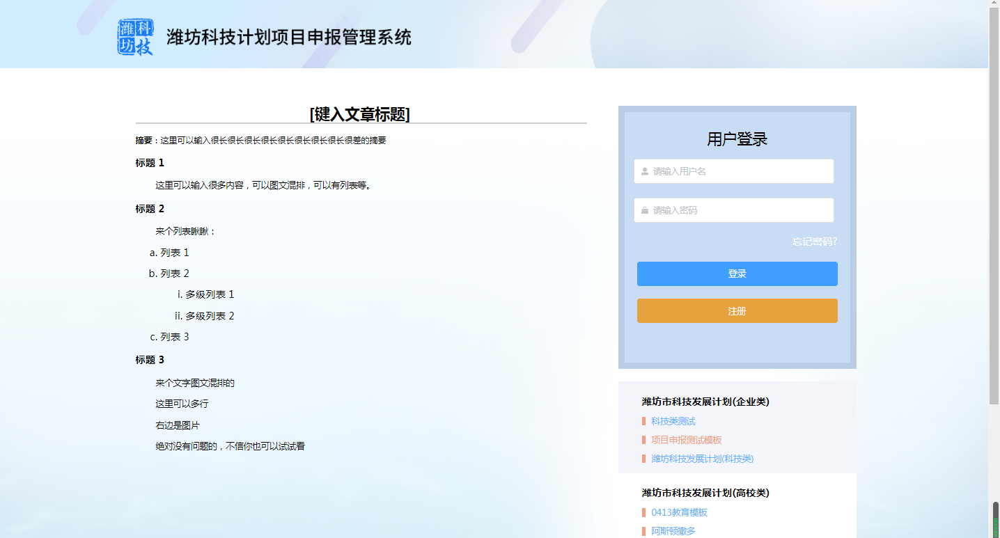 潍科
坊技
潍坊科技计划项目申报管理系统
[键入文章标题]
摘要：这里可以输入很长很长很长很长很长很长很长很长很差的摘要
标题 1
这里可以输入很多内容，可以图文混排，可以有列表等。
标题 2
来个列表瞅瞅：
a. 列表 1
b. 列表 2
i. 多级列表 1
ii. 多级列表 2
c. 列表 3
标题 3
来个文字图文混排的
这里可以多行
右边是图片
绝对没有问题的，不信你也可以试试看
用户登录
请输入用户名
请输入密码
忘记密码?
登录
注册
潍坊市科技发展计划(企业类)
科技类测试
项目申报测试模板
潍坊科技发展计划(科技类)
潍坊市科技发展计划(高校类)
0413教育模板
阿斯顿撒多